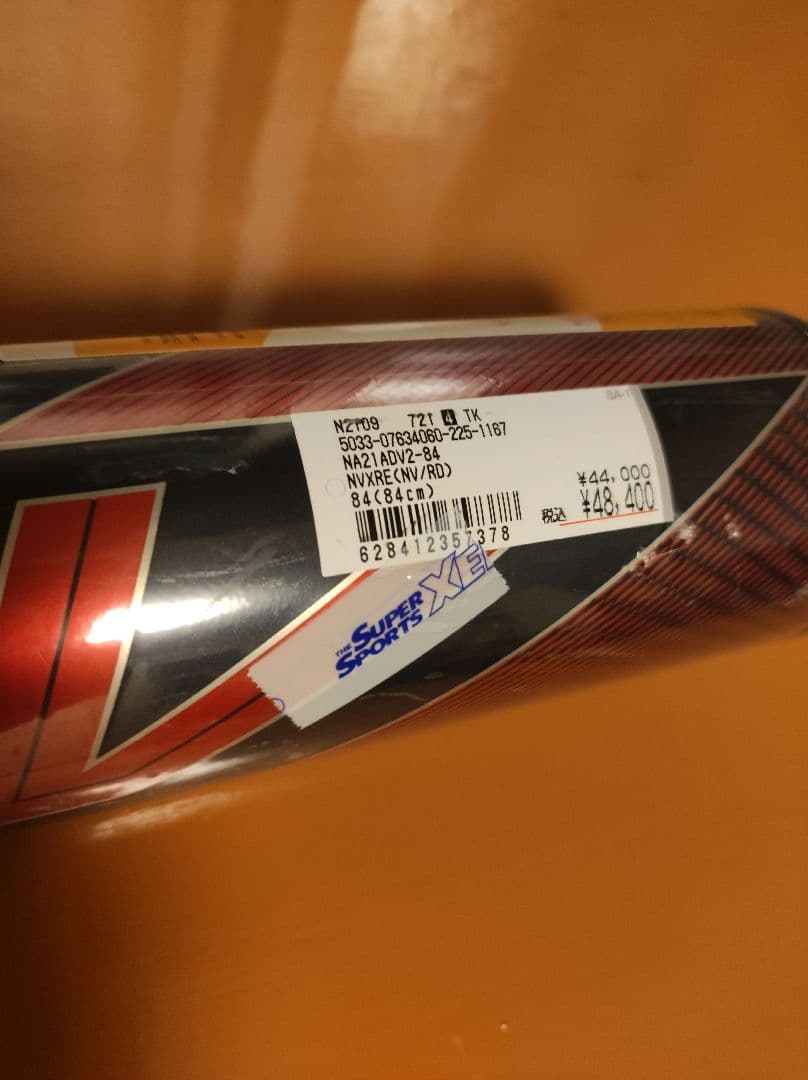 N2109 721 4 TK
5033-07634060-225-1167
NA21ADV2-84
NVXRE(NV/RD)
84(84cm)
¥44,000
税込 ¥48,400
628412357378
THE SUPER SPORTS XE